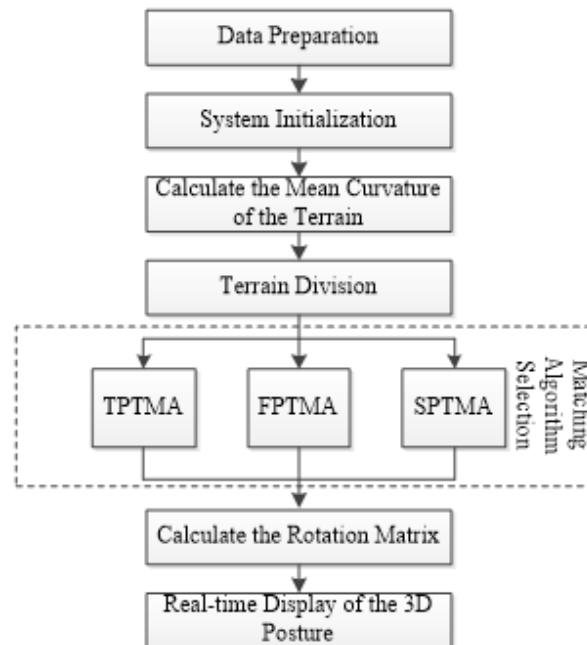 Data Preparation
System Initialization
Calculate the Mean Curvature
of the Terrain
Terrain Division
TPTMA
FPTMA
SPTMA
Matching
Algorithm
Selection
Calculate the Rotation Matrix
Real-time Display of the 3D
Posture